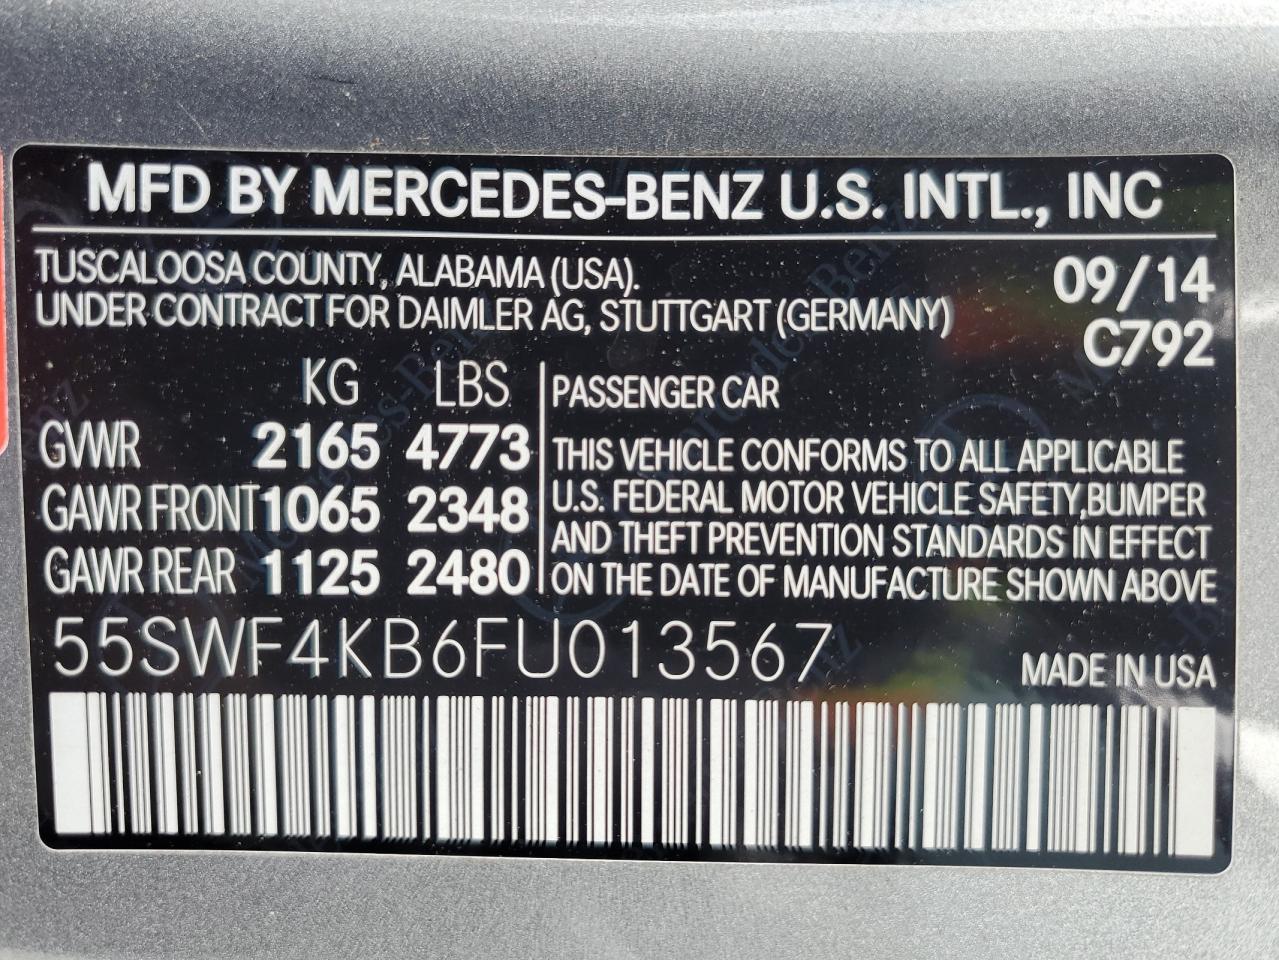 MFD BY MERCEDES-BENZ U.S. INTL., INC
TUSCALOOSA COUNTY, ALABAMA (USA). 09/14
UNDER CONTRACT FOR DAIMLER AG, STUTTGART (GERMANY) C792
KG LBS PASSENGER CAR
GVWR 2165 4773
GAWR FRONT 1065 2348
GAWR REAR 1125 2480
THIS VEHICLE CONFORMS TO ALL APPLICABLE
U.S. FEDERAL MOTOR VEHICLE SAFETY, BUMPER
AND THEFT PREVENTION STANDARDS IN EFFECT
ON THE DATE OF MANUFACTURE SHOWN ABOVE
55SWF4KB6FU013567
MADE IN USA